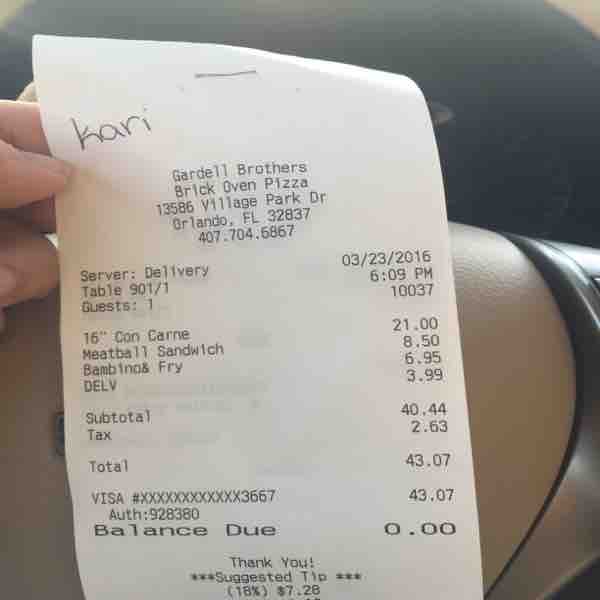 Kari
Gardell Brothers
Brick Oven Pizza
13586 Village Park Dr
Orlando, FL 32837
407.704.6867
Server: Delivery 03/23/2016
Table 901/1 6:09 PM
Guests: 1 10037
16" Con Carne 21.00
Meatball Sandwich 8.50
Bambino& Fry 6.95
DELV 3.99
Subtotal 40.44
Tax 2.63
Total 43.07
VISA #XXXXXXXXXXXX3667 43.07
Auth:928380
Balance Due 0.00
Thank You!
***Suggested Tip ***
(18%) $7.28